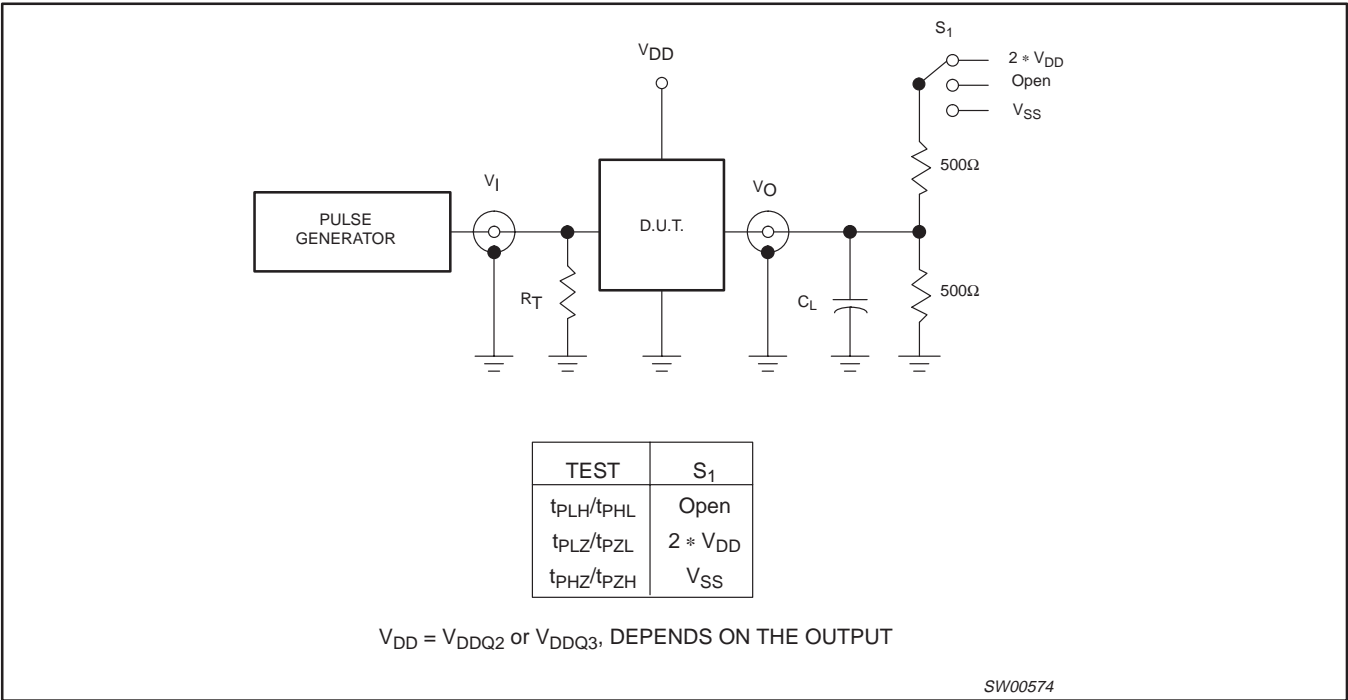 S1
VDD
2 * VDD
Open
VSS
500Ω
VI
VO
PULSE
GENERATOR
D.U.T.
RT
CL
500Ω
TEST S1
tPLH/tPHL Open
tPLZ/tPZL 2 * VDD
tPHZ/tPZH VSS
VDD = VDDQ2 or VDDQ3, DEPENDS ON THE OUTPUT
SW00574